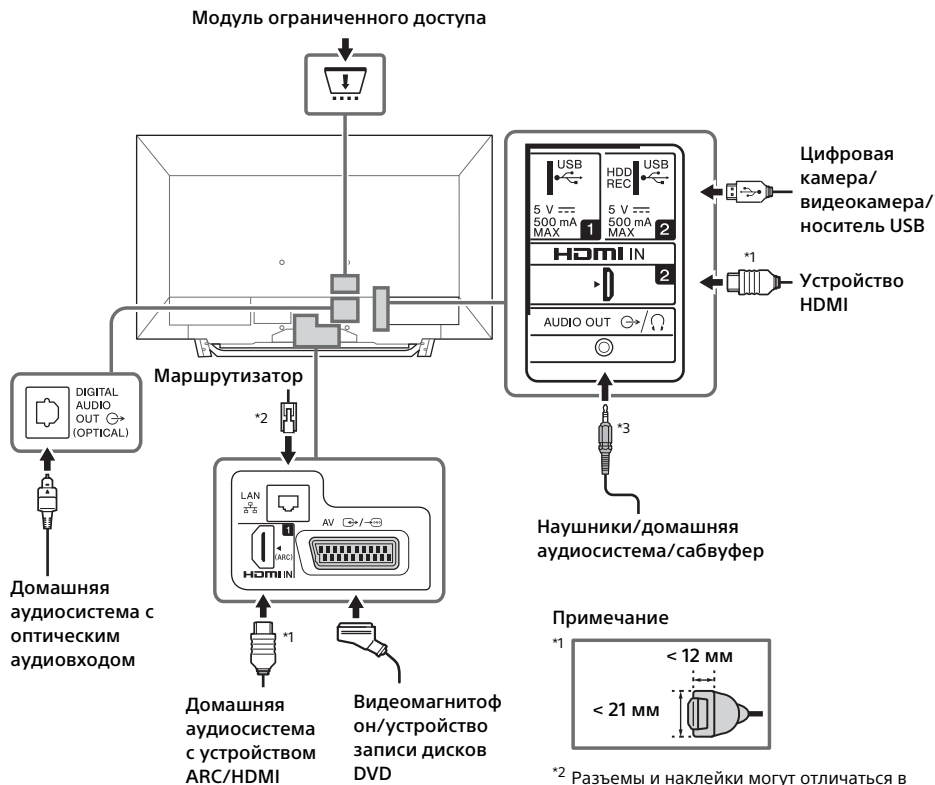 Модуль ограниченного доступа
USB
HDD
REC
USB
5 V
500 mA
MAX
1
5 V
500 mA
MAX
2
HDMI IN
2
AUDIO OUT
Цифровая
камера/
видеокамера/
носитель USB
*1
Устройство
HDMI
*3
Наушники/домашняя
аудиосистема/сабвуфер
DIGITAL
AUDIO
OUT
(OPTICAL)
Домашняя
аудиосистема с
оптическим
аудиовходом
Маршрутизатор
*2
LAN
1
(ARC)
HDMI IN
AV
*1
Домашняя
аудиосистема
с устройством
ARC/HDMI
Видеомагнитоф
он/устройство
записи дисков
DVD
Примечание
*1
< 12 мм
< 21 мм
*2 Разъемы и наклейки могут отличаться в